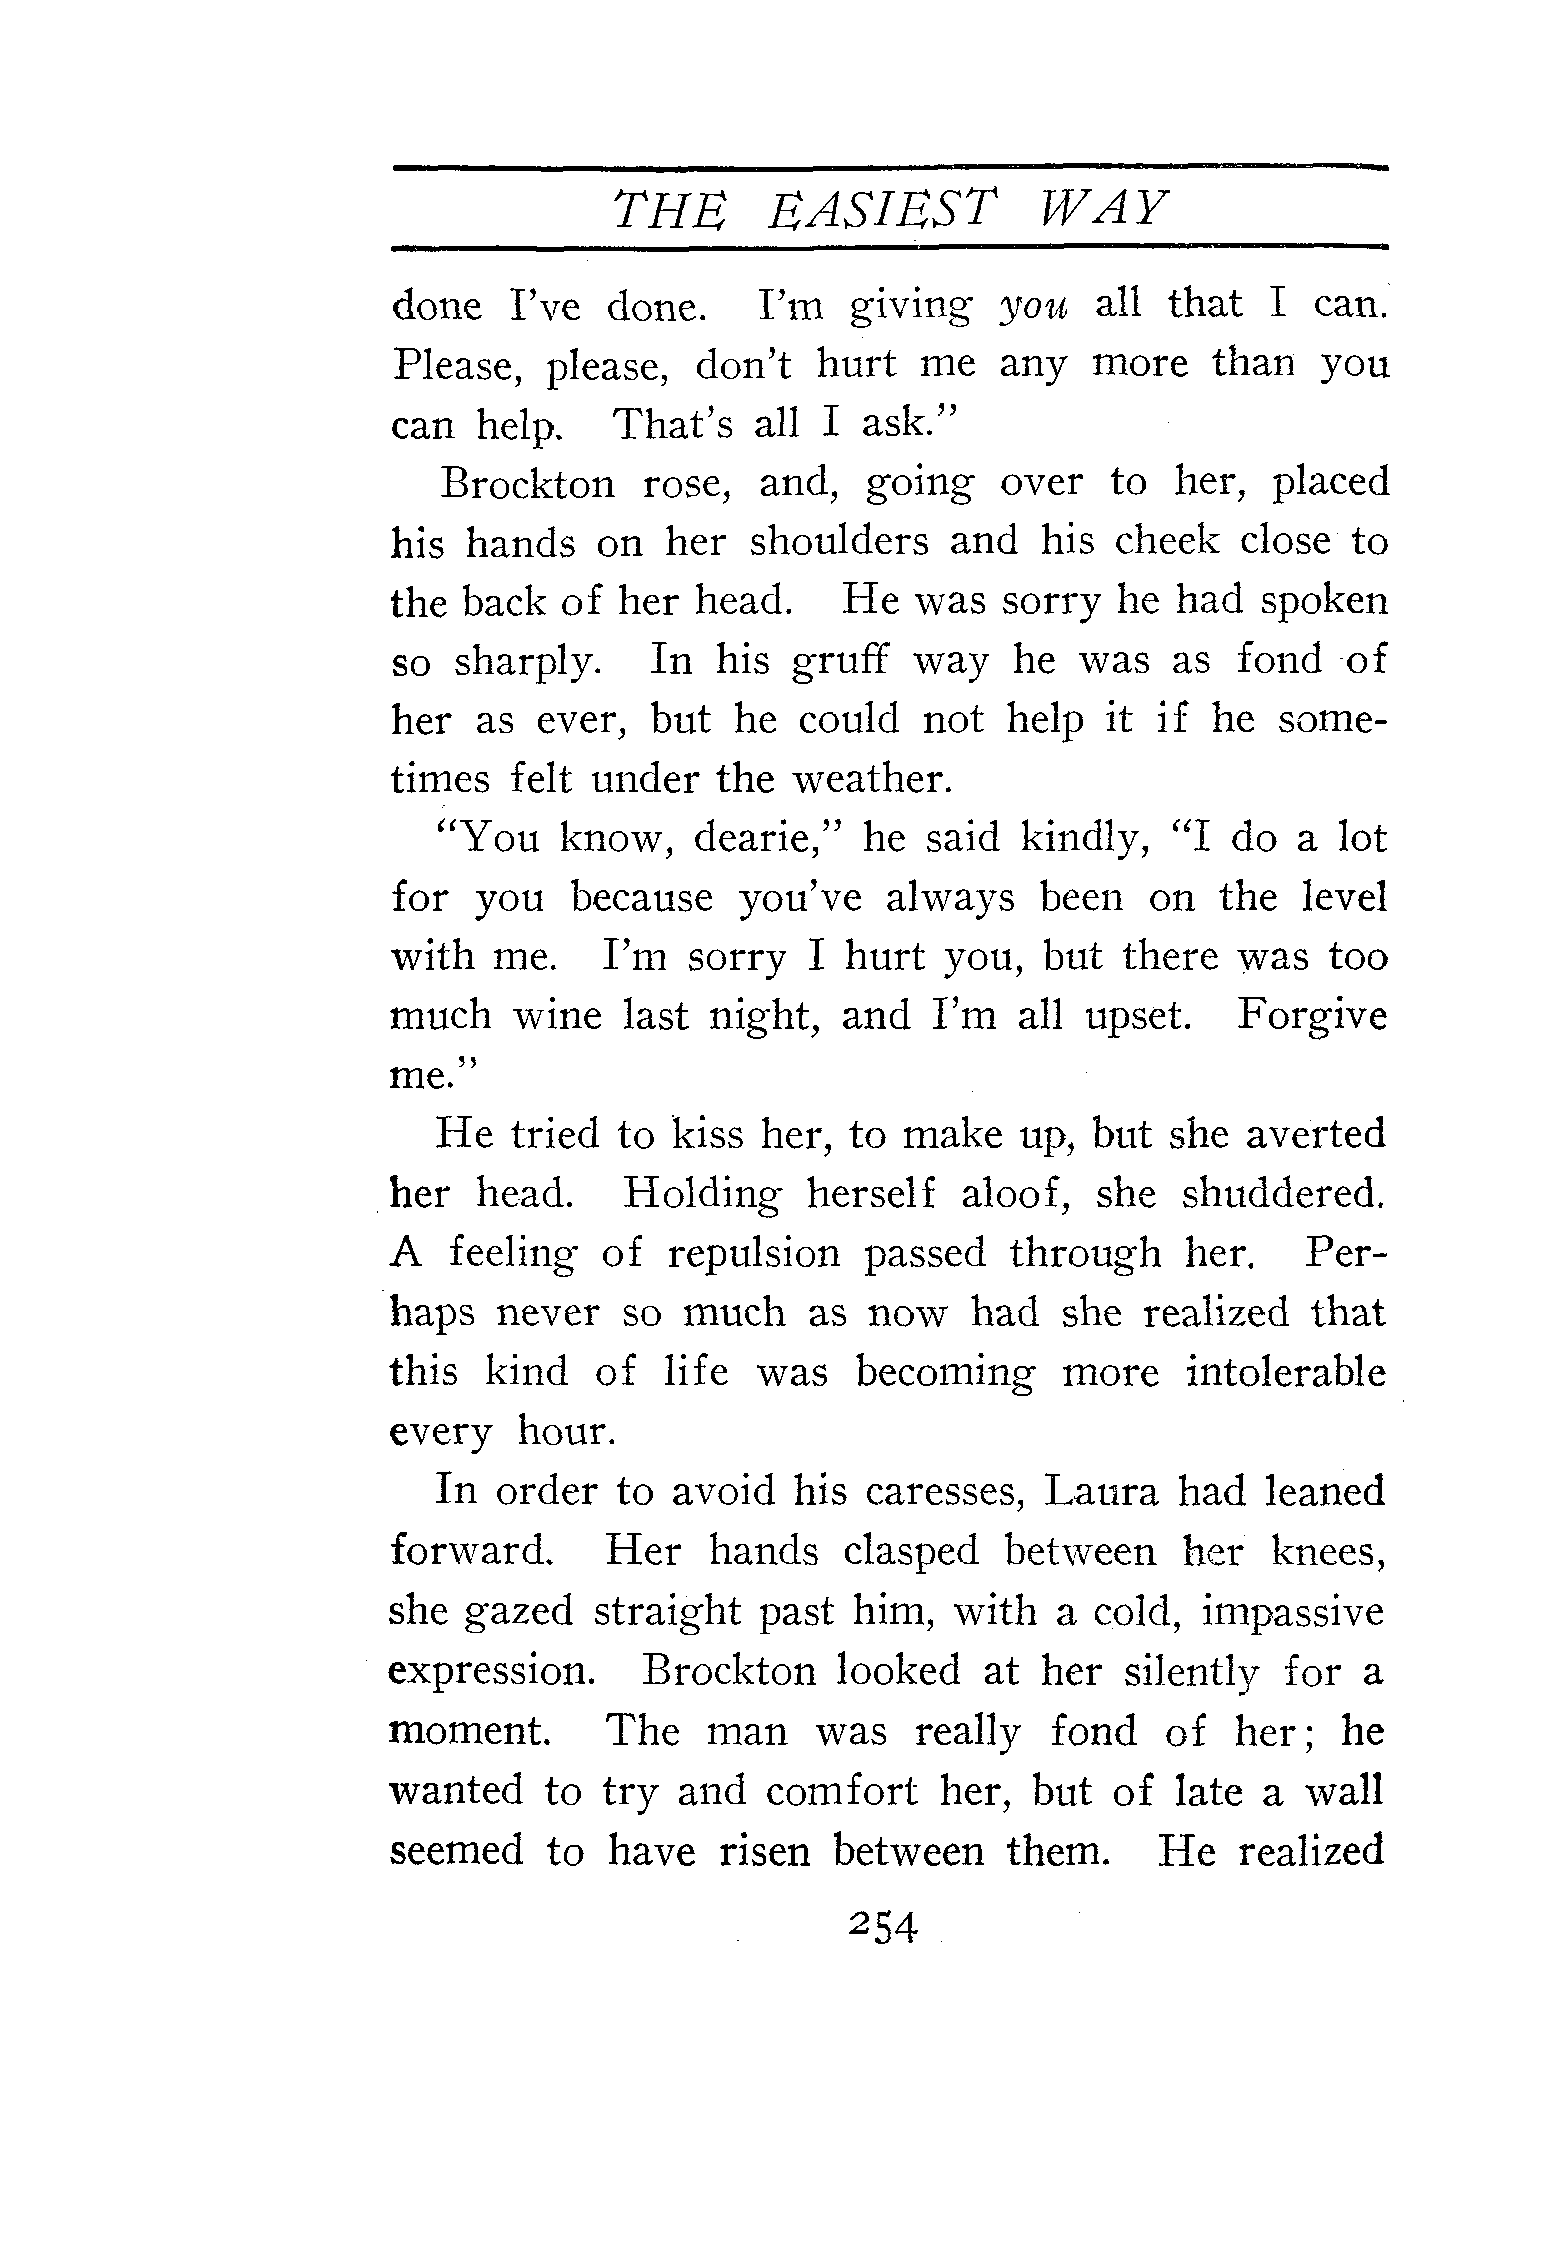 THE EASIEST WAY
done I've done. I'm giving you all that I can.
Please, please, don't hurt me any more than you
can help. That's all I ask."
Brockton rose, and, going over to her, placed
his hands on her shoulders and his cheek close to
the back of her head. He was sorry he had spoken
so sharply. In his gruff way he was as fond of
her as ever, but he could not help it if he some-
times felt under the weather.
"You know, dearie," he said kindly, "I do a lot
for you because you've always been on the level
with me. I'm sorry I hurt you, but there was too
much wine last night, and I'm all upset. Forgive
me."
He tried to kiss her, to make up, but she averted
her head. Holding herself aloof, she shuddered.
A feeling of repulsion passed through her. Per-
haps never so much as now had she realized that
this kind of life was becoming more intolerable
every hour.
In order to avoid his caresses, Laura had leaned
forward. Her hands clasped between her knees,
she gazed straight past him, with a cold, impassive
expression. Brockton looked at her silently for a
moment. The man was really fond of her; he
wanted to try and comfort her, but of late a wall
seemed to have risen between them. He realized
254